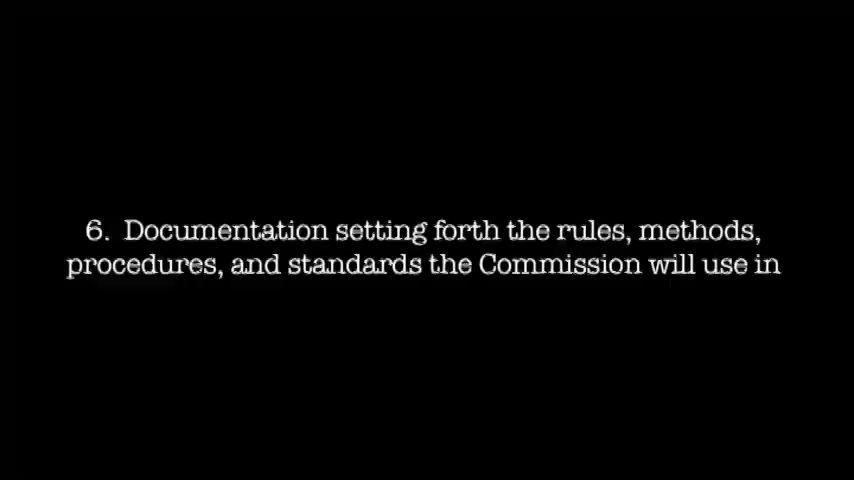 6.  Documentation setting forth the rules, methods,
procedures, and standards the Commission will use in